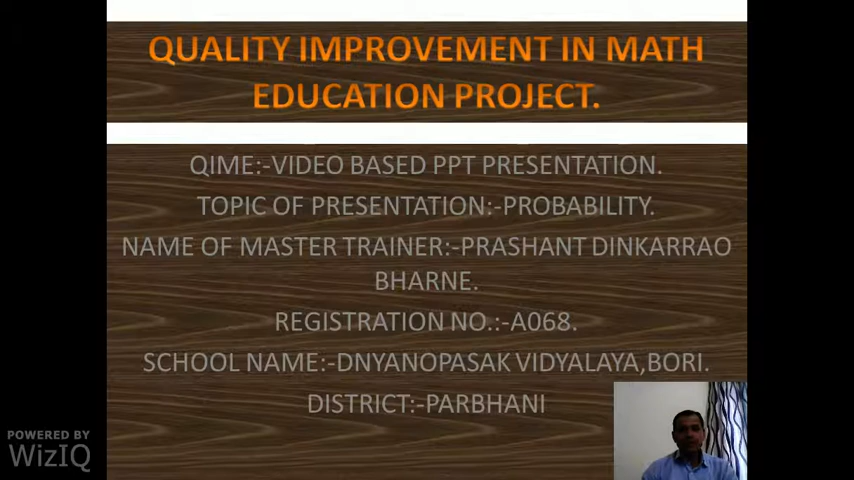 QUALITY IMPROVEMENT IN MATH
EDUCATION PROJECT.
QIME:-VIDEO BASED PPT PRESENTATION.
TOPIC OF PRESENTATION:-PROBABILITY.
NAME OF MASTER TRAINER:-PRASHANT DINKARRAO
BHARNE.
REGISTRATION NO.:-A068.
SCHOOL NAME:-DNYANOPASAK VIDYALAYA,BORI.
DISTRICT:-PARBHANI
POWERED BY
WizIQ